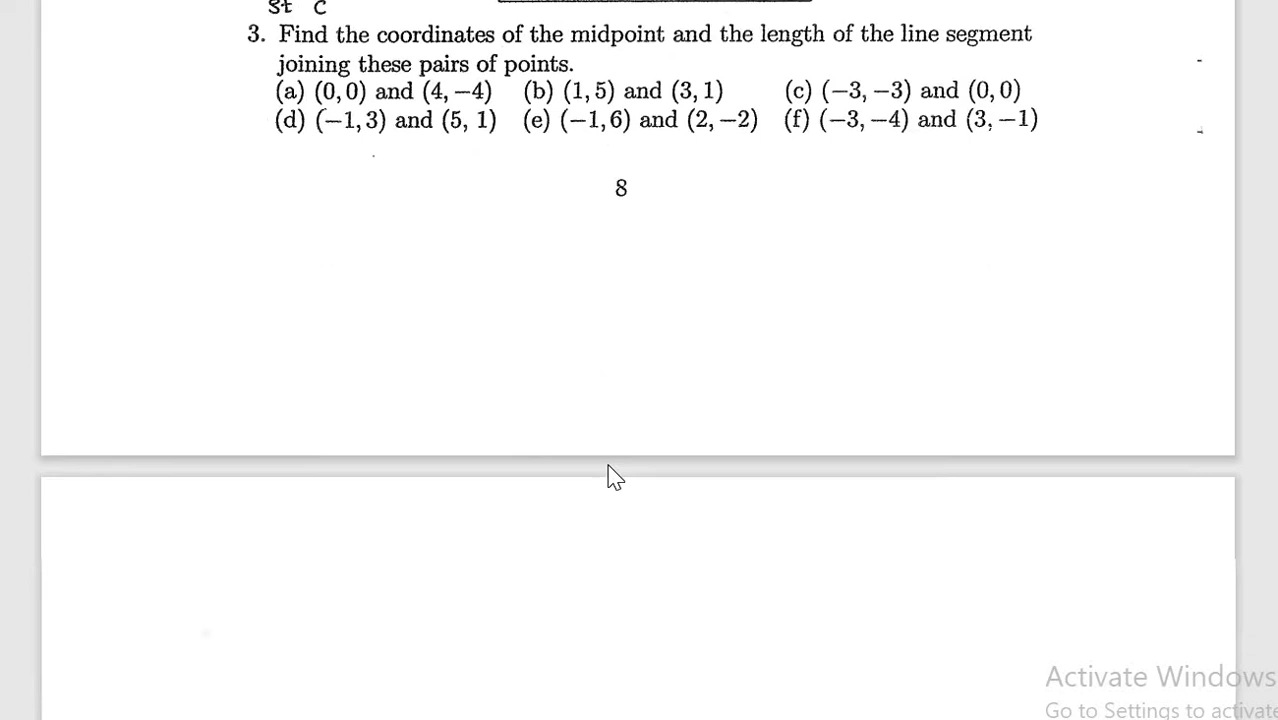 St C
3. Find the coordinates of the midpoint and the length of the line segment
joining these pairs of points.
(a) (0, 0) and (4, −4) (b) (1, 5) and (3, 1) (c) (−3, −3) and (0, 0)
(d) (−1, 3) and (5, 1) (e) (−1, 6) and (2, −2) (f) (−3, −4) and (3, −1)
8
Activate Windows
Go to Settings to activate